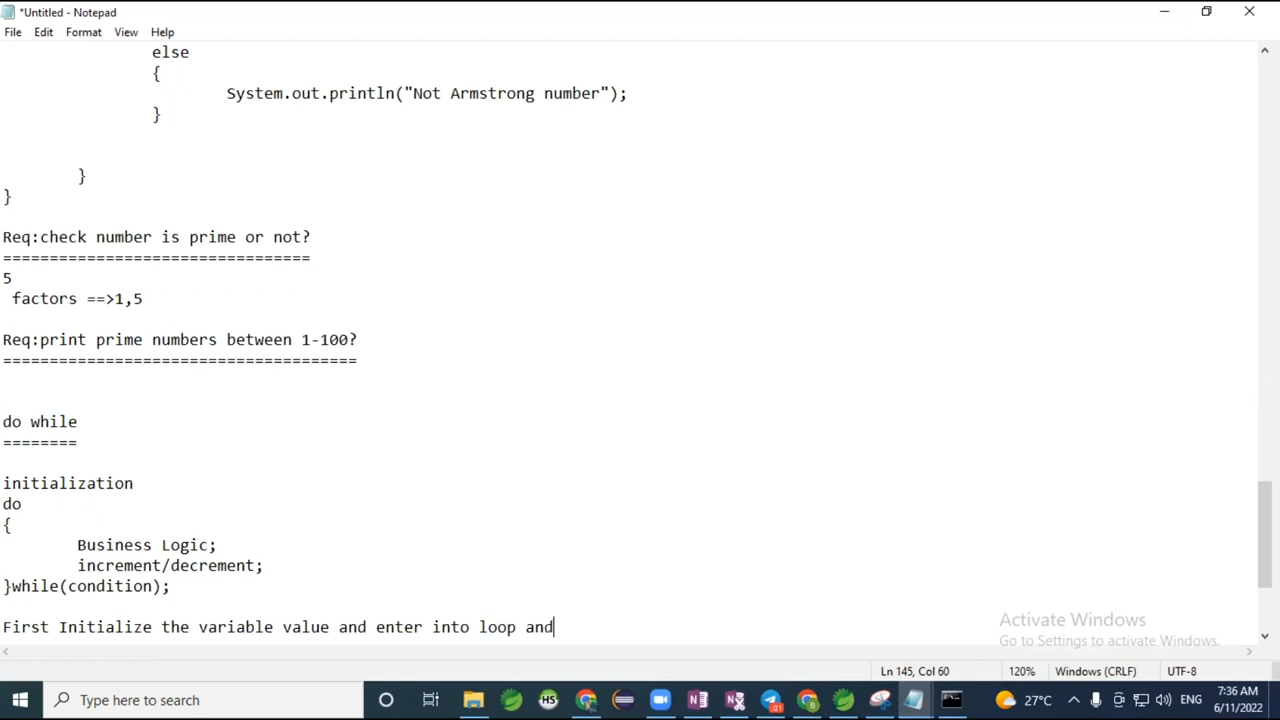 *Untitled - Notepad
File Edit Format View Help
else
{
System.out.println("Not Armstrong number");
}
}
}
Req:check number is prime or not?
=================================
5
factors ==>1,5
Req:print prime numbers between 1-100?
======================================
do while
========
initialization
do
{
Business Logic;
increment/decrement;
}while(condition);
First Initialize the variable value and enter into loop and
Activate Windows
Go to Settings to activate Windows.
Ln 145, Col 60 120% Windows (CRLF) UTF-8
Type here to search
HS
.01
27°C
ENG
7:36 AM
6/11/2022